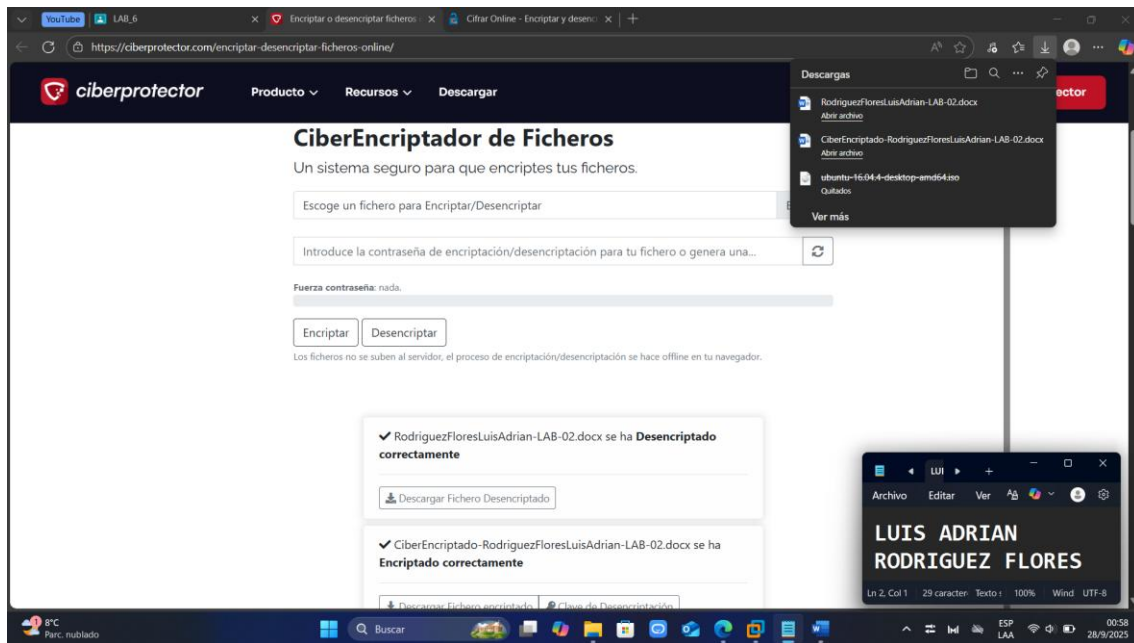 YouTube LAB_6 Encriptar o desencriptar ficheros Cifrar Online - Encriptar y desenc
https://ciberprotector.com/encriptar-desencriptar-ficheros-online/
ciberprotector Producto Recursos Descargar ector
Descargas
RodriguezFloresLuisAdrian-LAB-02.docx
Abrir archivo
CiberEncriptado-RodriguezFloresLuisAdrian-LAB-02.docx
Abrir archivo
ubuntu-16.04.4-desktop-amd64.iso
Quitados
Ver más
CiberEncriptador de Ficheros
Un sistema seguro para que encriptes tus ficheros.
Escoge un fichero para Encriptar/Desencriptar
Introduce la contraseña de encriptación/desencriptación para tu fichero o genera una...
Fuerza contraseña: nada.
Encriptar Desencriptar
Los ficheros no se suben al servidor, el proceso de encriptación/desencriptación se hace offline en tu navegador.
RodriguezFloresLuisAdrian-LAB-02.docx se ha Desencriptado
correctamente
Descargar Fichero Desencriptado
CiberEncriptado-RodriguezFloresLuisAdrian-LAB-02.docx se ha
Encriptado correctamente
Descargar Fichero encriptado Clave de Desencriptación
LUI
Archivo Editar Ver
LUIS ADRIAN
RODRIGUEZ FLORES
Ln 2, Col 1 29 caracter Texto 100% Wind UTF-8
8°C
Parc. nublado
Buscar
ESP
LAA
00:58
28/9/2025